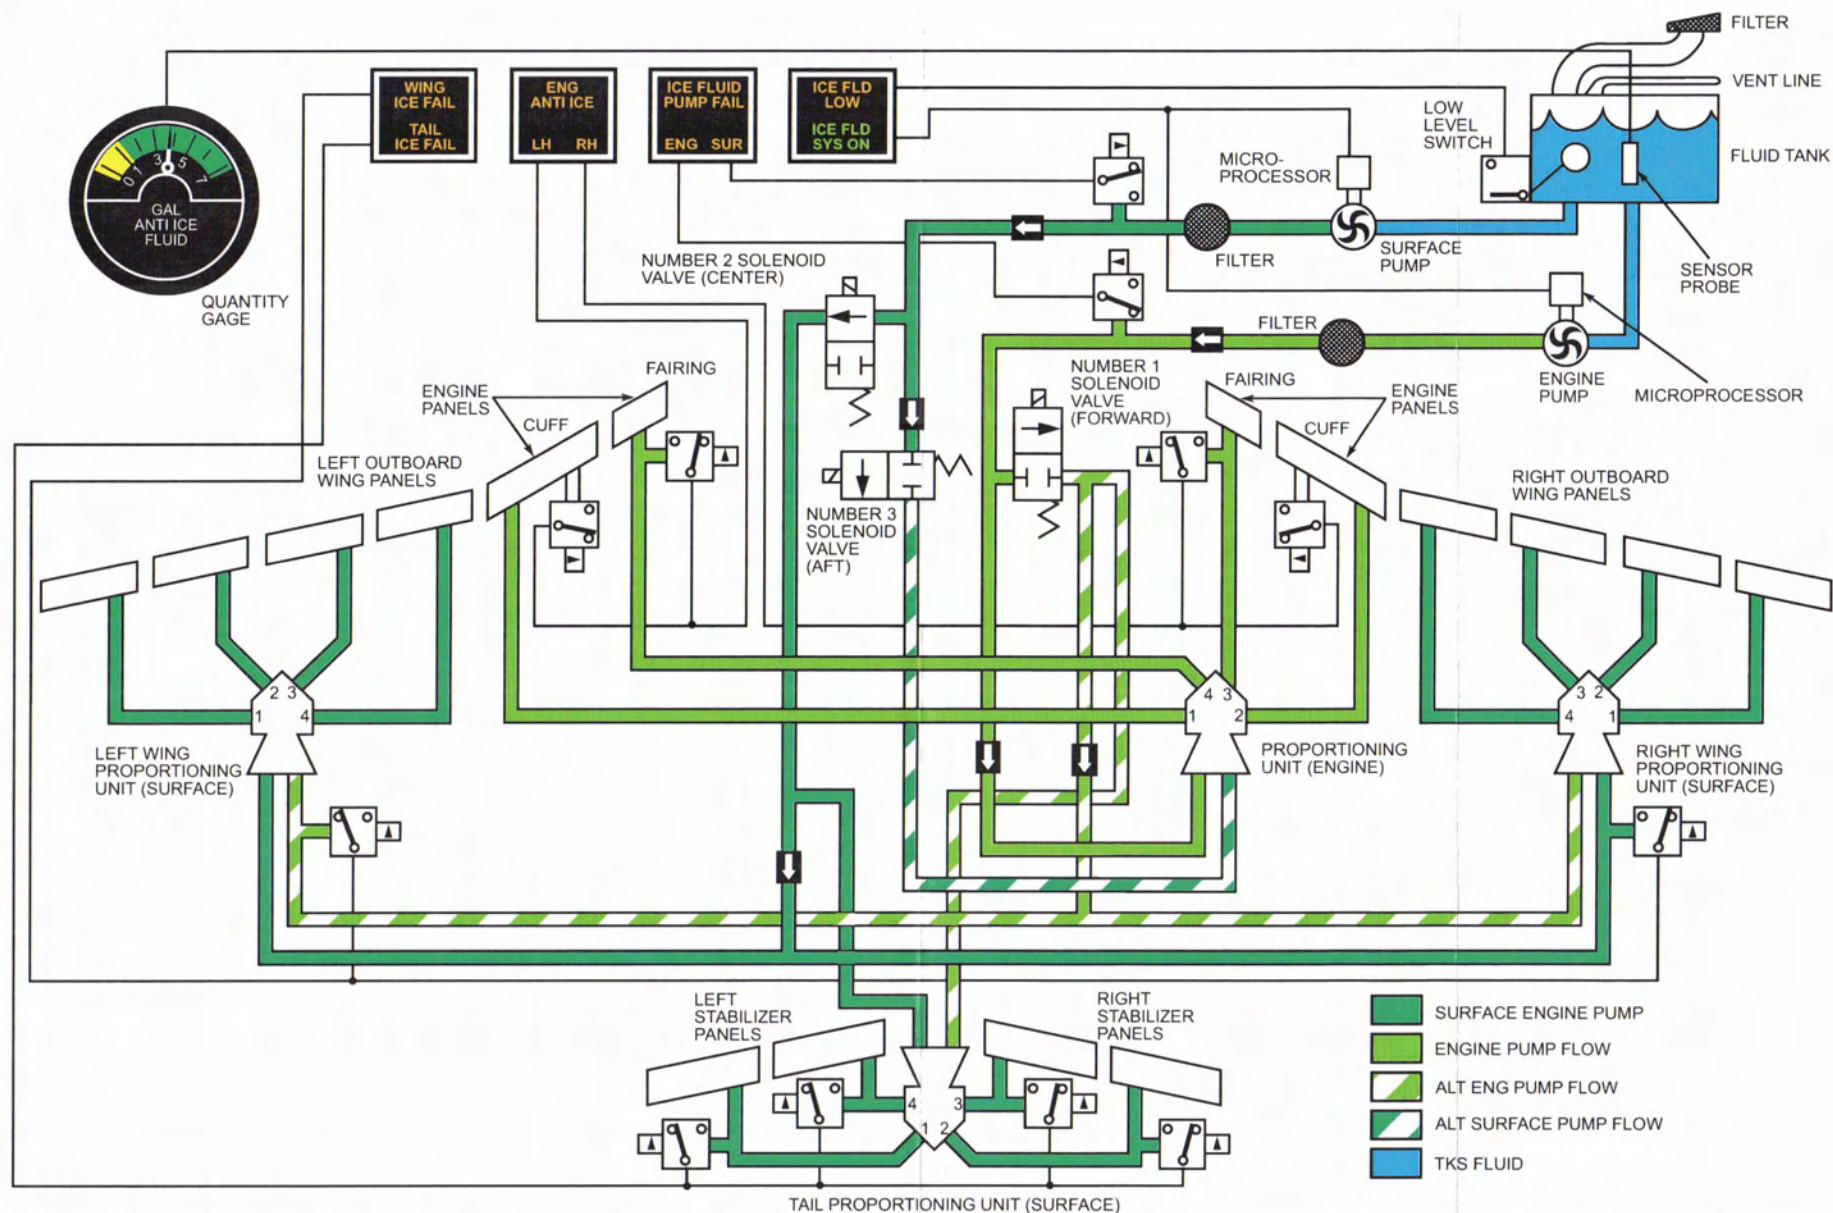 FILTER
VENT LINE
FLUID TANK
LOW
LEVEL
SWITCH
SENSOR
PROBE
WING
ICE FAIL
TAIL
ICE FAIL
ENG
ANTI ICE
LH RH
ICE FLUID
PUMP FAIL
ENG SUR
ICE FLD
LOW
ICE FLD
SYS ON
0 1 3 5 7
GAL
ANTI ICE
FLUID
QUANTITY
GAGE
MICRO-
PROCESSOR
FILTER
SURFACE
PUMP
NUMBER 2 SOLENOID
VALVE (CENTER)
FILTER
ENGINE
PUMP
MICROPROCESSOR
NUMBER 1
SOLENOID
VALVE
(FORWARD)
FAIRING
ENGINE
PANELS
CUFF
FAIRING
ENGINE
PANELS
CUFF
LEFT OUTBOARD
WING PANELS
RIGHT OUTBOARD
WING PANELS
NUMBER 3
SOLENOID
VALVE
(AFT)
2 3
1 4
4 3
1 2
3 2
4 1
LEFT WING
PROPORTIONING
UNIT (SURFACE)
PROPORTIONING
UNIT (ENGINE)
RIGHT WING
PROPORTIONING
UNIT (SURFACE)
LEFT
STABILIZER
PANELS
RIGHT
STABILIZER
PANELS
4 3
1 2
TAIL PROPORTIONING UNIT (SURFACE)
SURFACE ENGINE PUMP
ENGINE PUMP FLOW
ALT ENG PUMP FLOW
ALT SURFACE PUMP FLOW
TKS FLUID